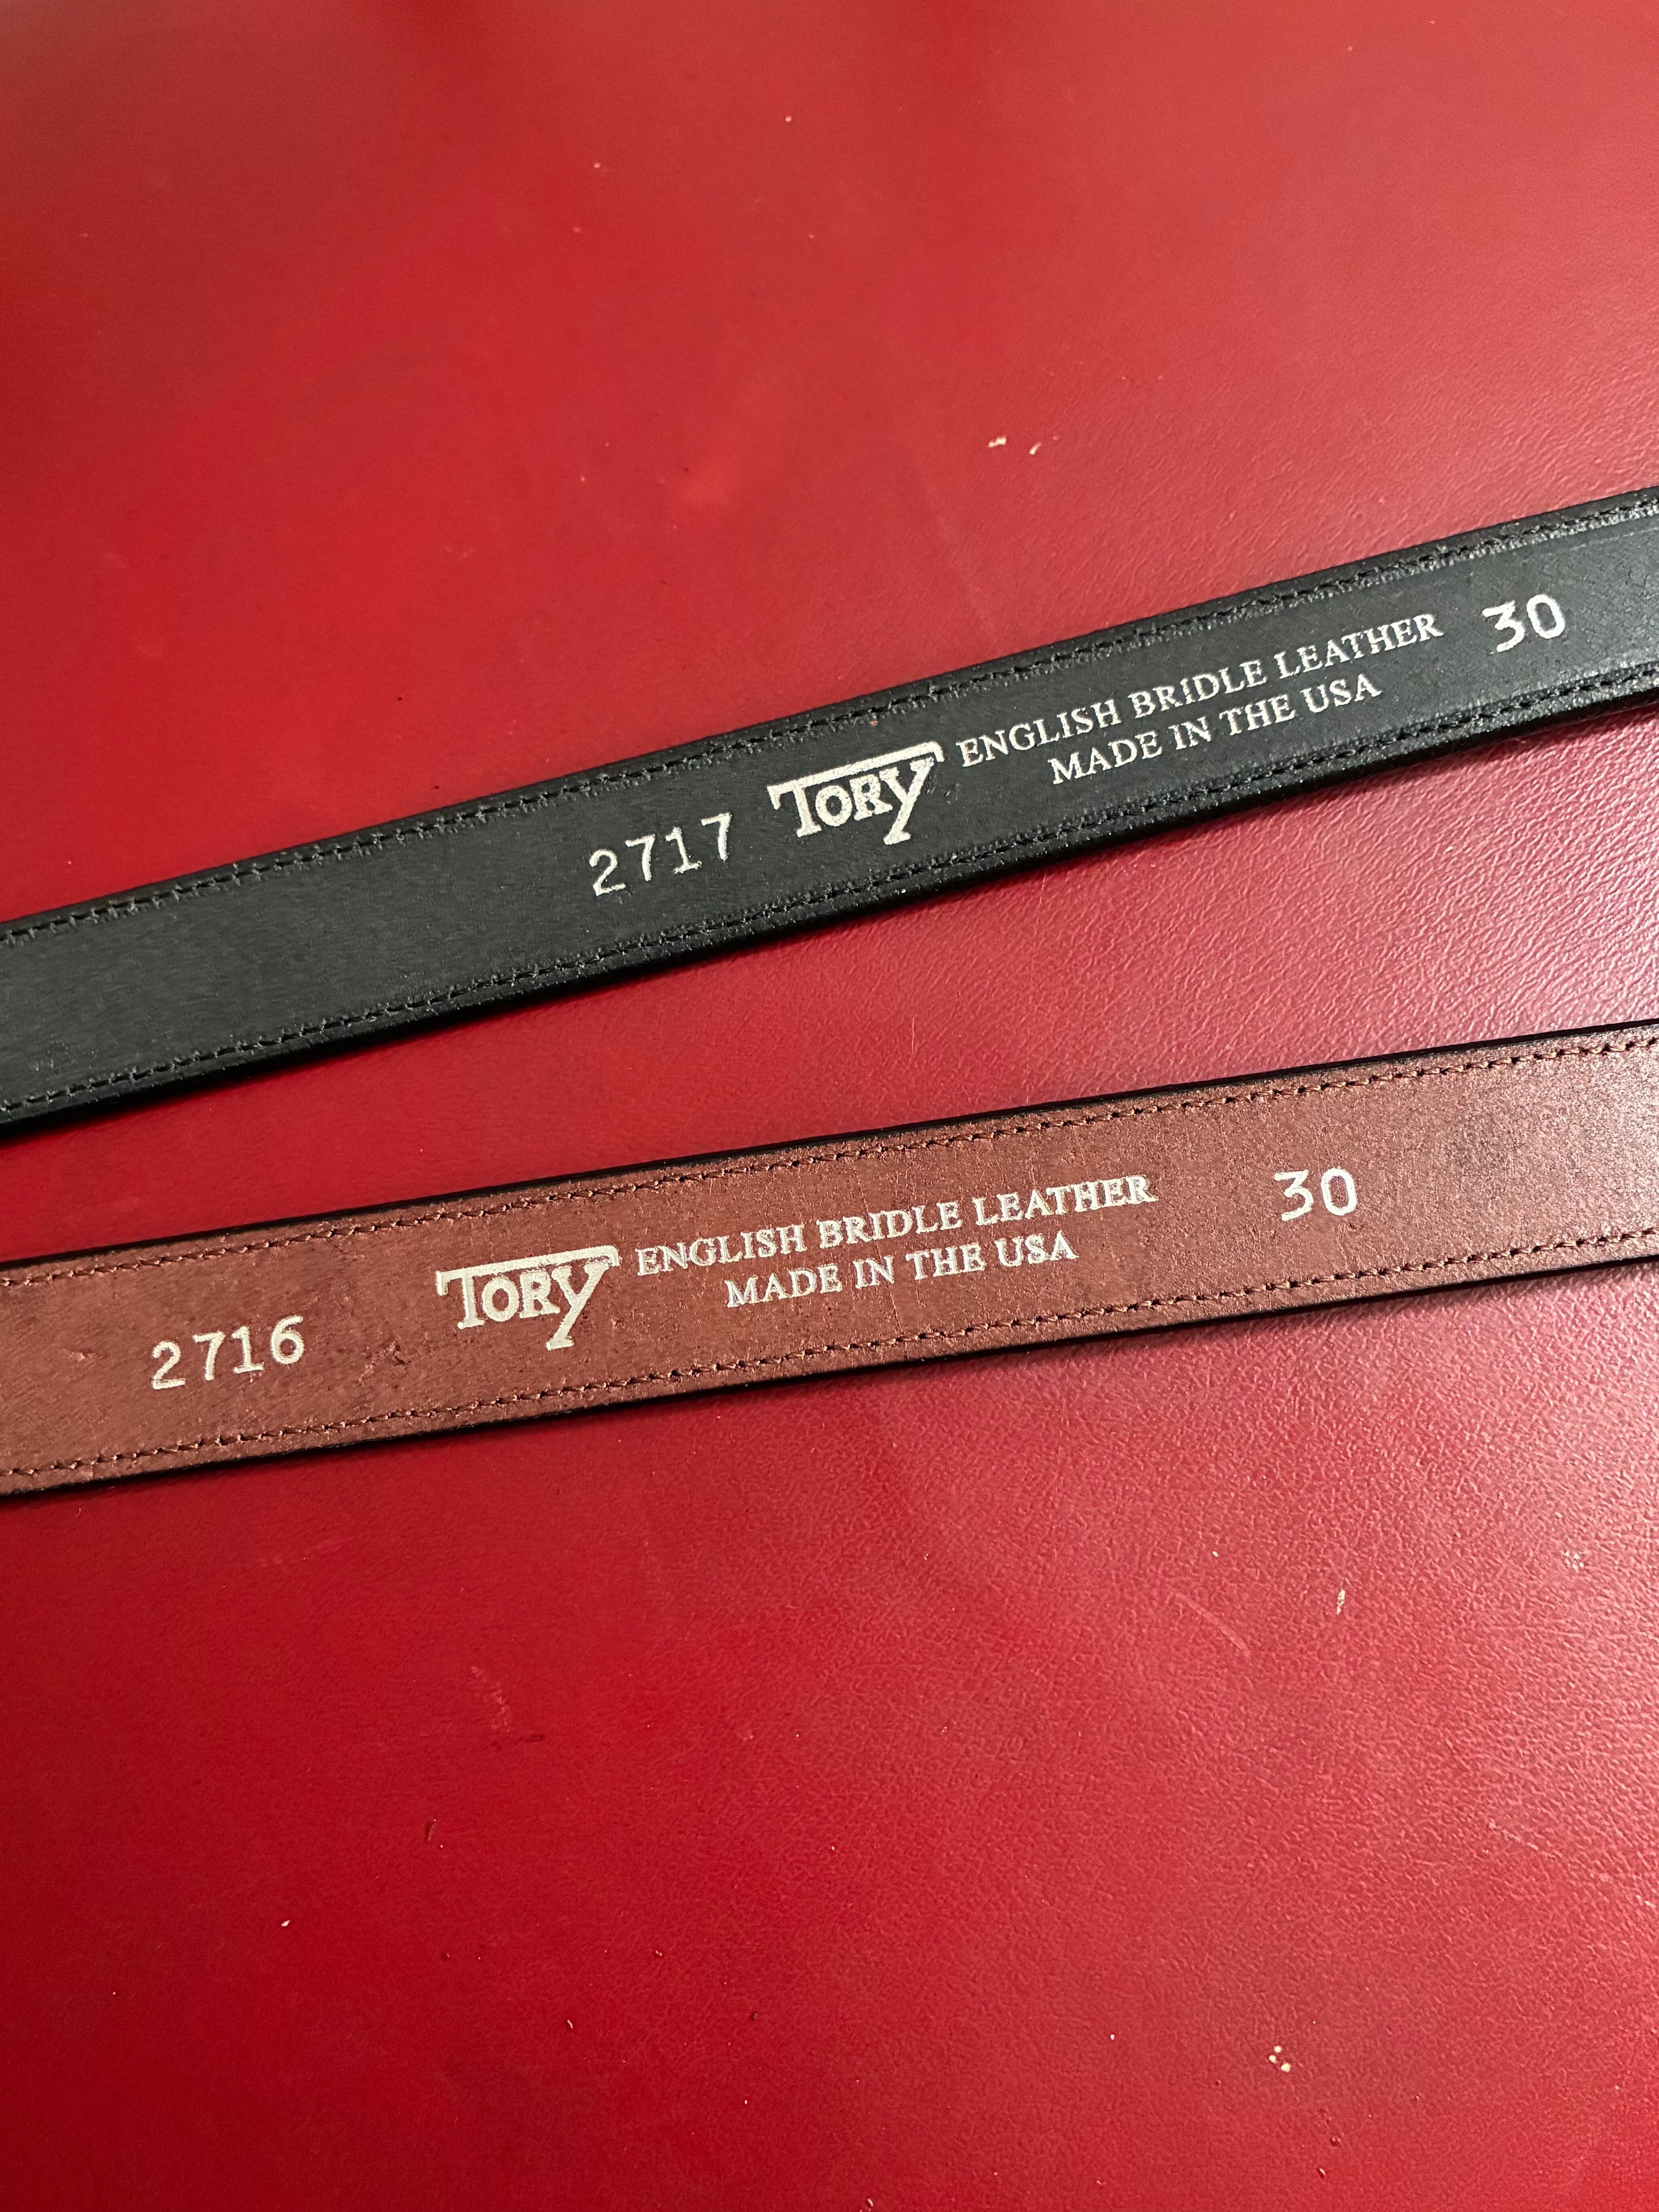 2717 TORY ENGLISH BRIDLE LEATHER 30
MADE IN THE USA
2716 TORY ENGLISH BRIDLE LEATHER 30
MADE IN THE USA